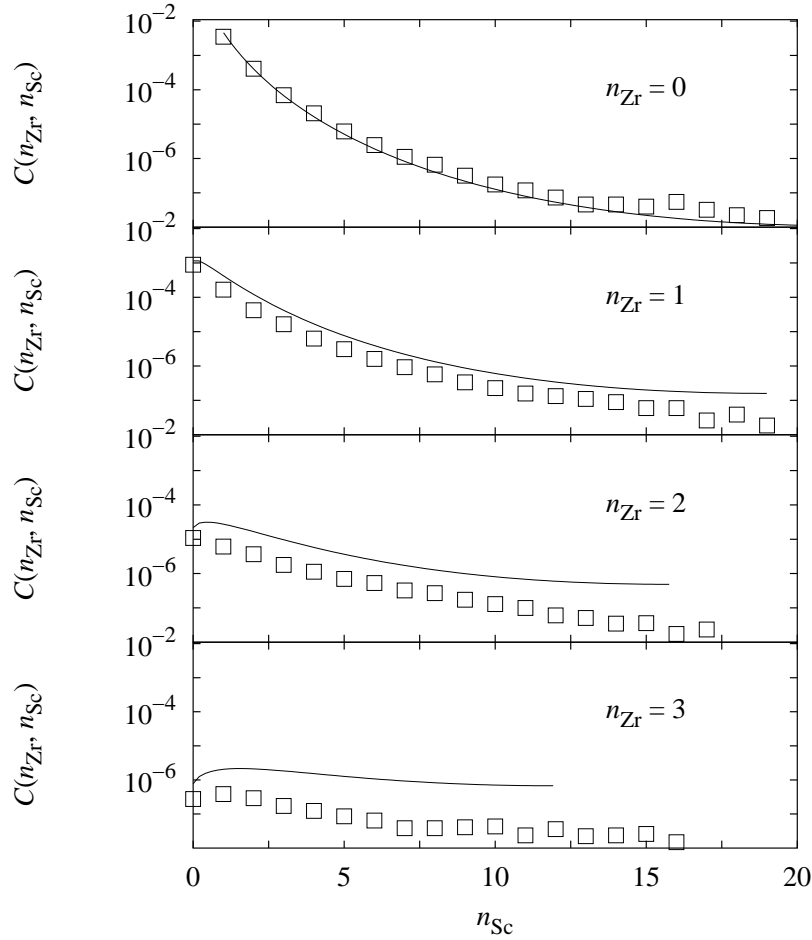 10⁻²
10⁻⁴
10⁻⁶
C(n_Zr, n_Sc)
n_Zr = 0
10⁻²
10⁻⁴
10⁻⁶
C(n_Zr, n_Sc)
n_Zr = 1
10⁻²
10⁻⁴
10⁻⁶
C(n_Zr, n_Sc)
n_Zr = 2
10⁻²
10⁻⁴
10⁻⁶
C(n_Zr, n_Sc)
n_Zr = 3
0 5 10 15 20
n_Sc